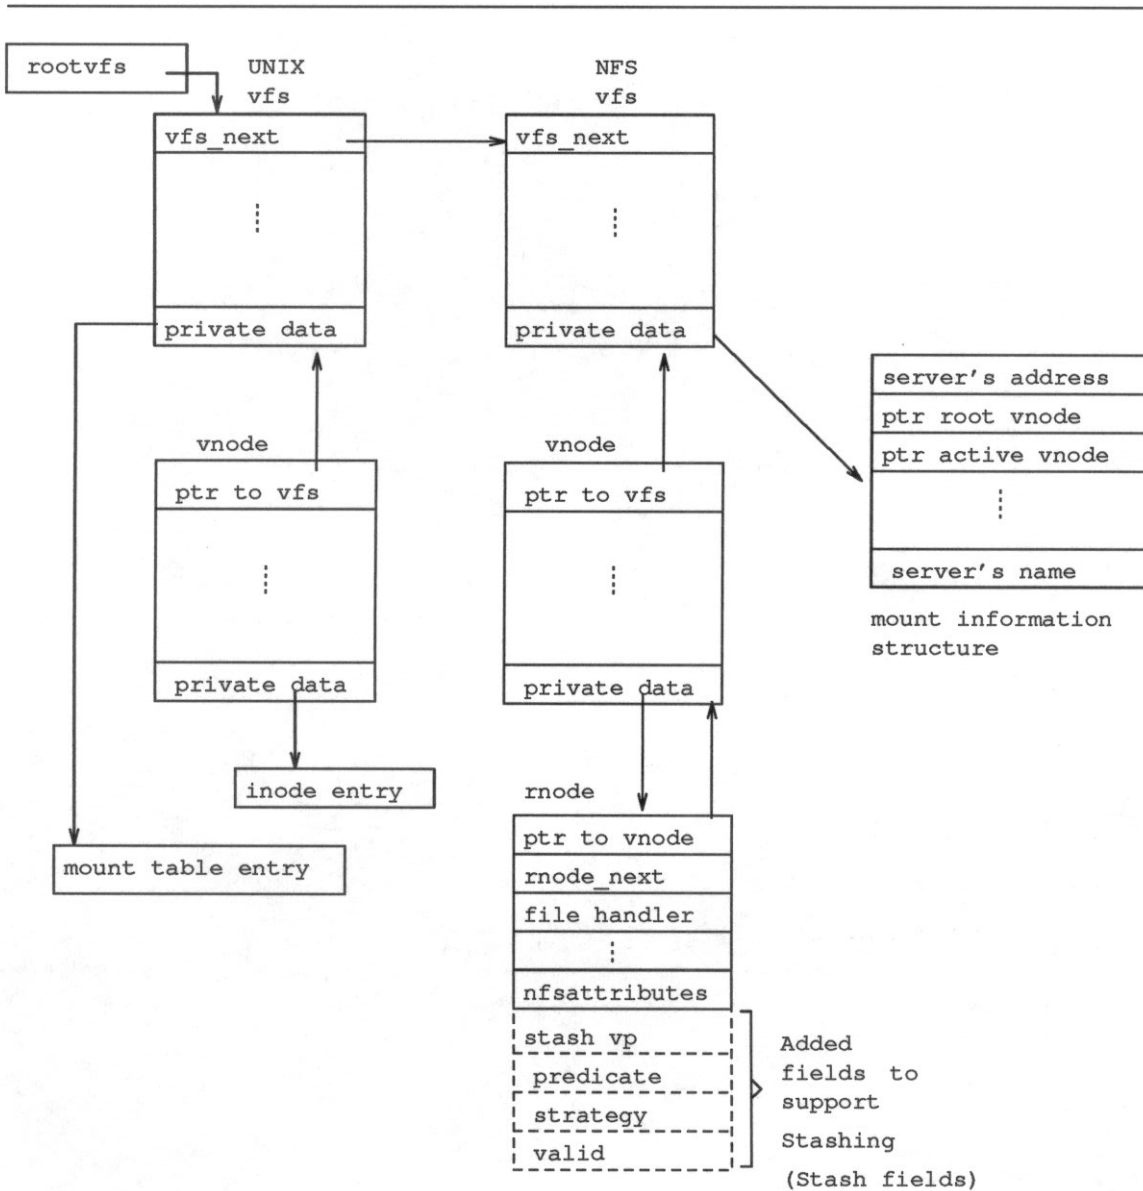 rootvfs
UNIX
vfs
NFS
vfs
vfs_next
vfs_next
private data
private data
server's address
ptr root vnode
ptr active vnode
server's name
mount information
structure
vnode
vnode
ptr to vfs
ptr to vfs
private data
private data
inode entry
mount table entry
rnode
ptr to vnode
rnode_next
file handler
nfsattributes
stash vp
predicate
strategy
valid
Added
fields to
support
Stashing
(Stash fields)